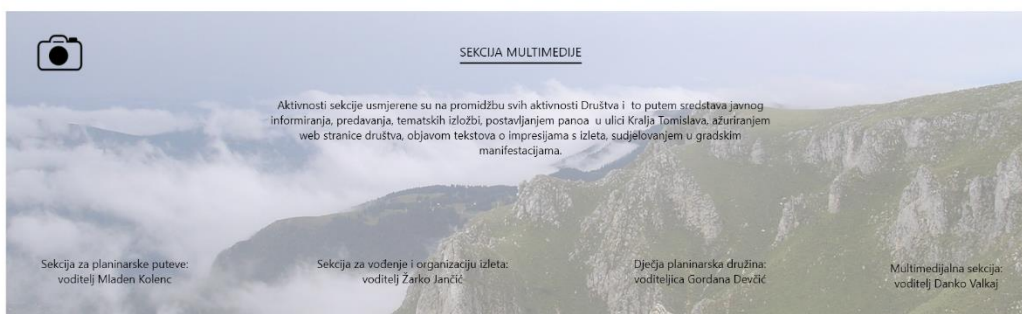 SEKCIJA MULTIMEDIJE
Aktivnosti sekcije usmjerene su na promidžbu svih aktivnosti Društva i to putem sredstava javnog
informiranja, predavanja, tematskih izložbi, postavljanjem panoa u ulici Kralja Tomislava, ažuriranjem
web stranice društva, objavom tekstova o impresijama s izleta, sudjelovanjem u gradskim
manifestacijama.
Sekcija za planinarske puteve:
voditelj Mladen Kolenc
Sekcija za vođenje i organizaciju izleta:
voditelj Žarko Jančić
Dječja planinarska družina:
voditeljica Gordana Devčić
Multimedijalna sekcija:
voditelj Danko Valkaj